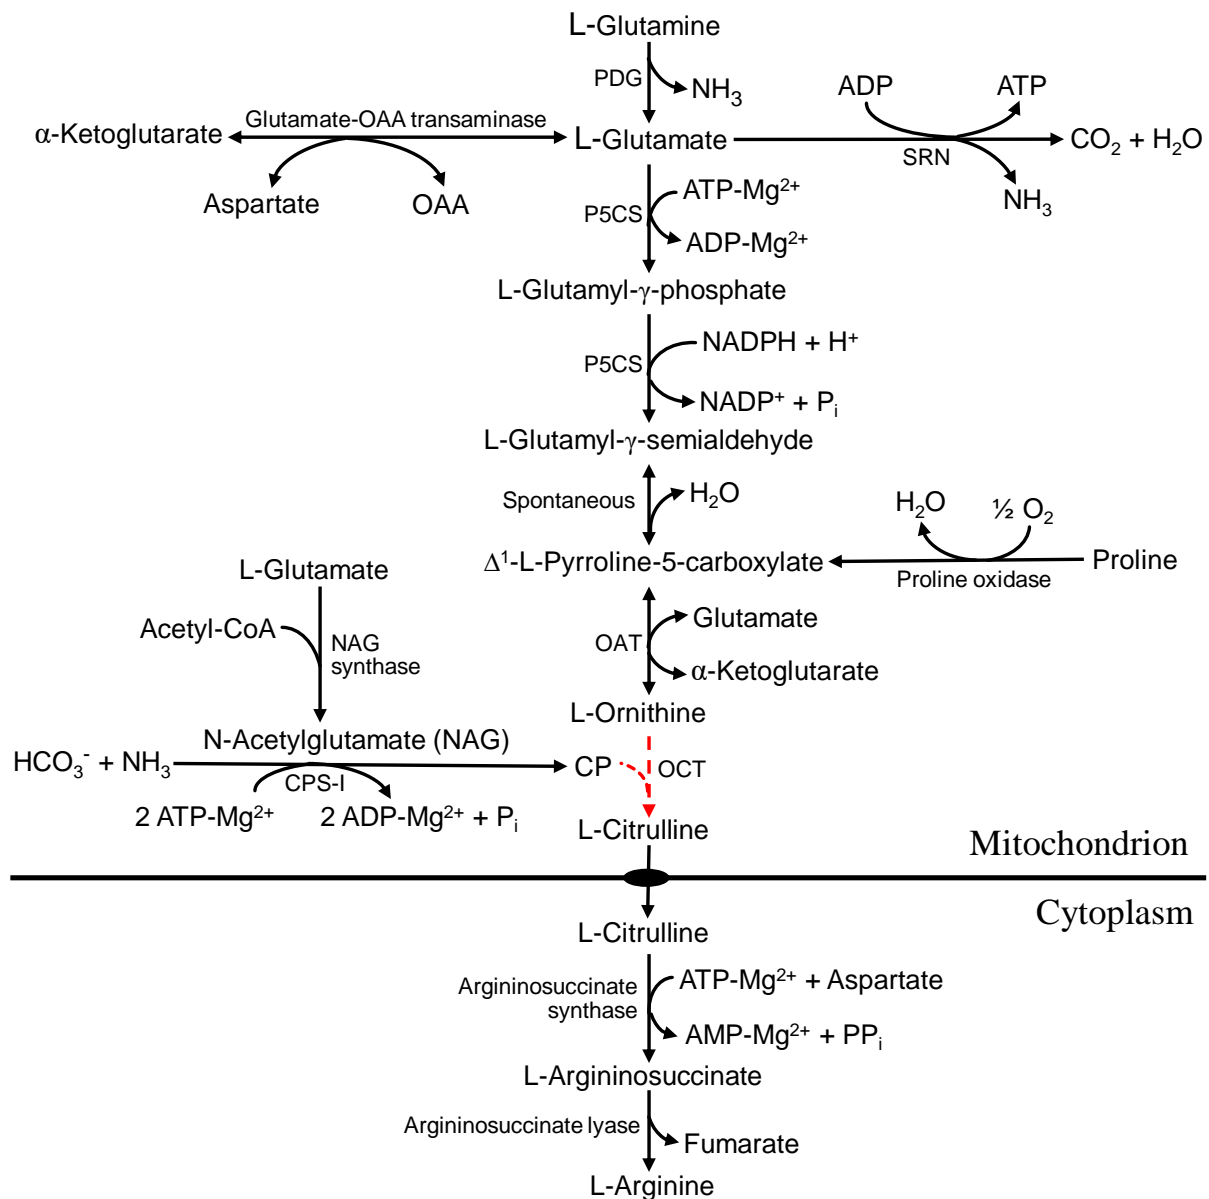 L-Glutamine
PDG
NH₃
ADP
ATP
α-Ketoglutarate
Glutamate-OAA transaminase
L-Glutamate
SRN
CO₂ + H₂O
Aspartate
OAA
NH₃
P5CS
ATP-Mg²⁺
ADP-Mg²⁺
L-Glutamyl-γ-phosphate
P5CS
NADPH + H⁺
NADP⁺ + Pᵢ
L-Glutamyl-γ-semialdehyde
Spontaneous
H₂O
H₂O
½ O₂
Δ¹-L-Pyrroline-5-carboxylate
Proline oxidase
Proline
L-Glutamate
Acetyl-CoA
NAG
synthase
OAT
Glutamate
α-Ketoglutarate
L-Ornithine
N-Acetylglutamate (NAG)
HCO₃⁻ + NH₃
CPS-I
CP
OCT
2 ATP-Mg²⁺
2 ADP-Mg²⁺ + Pᵢ
L-Citrulline
Mitochondrion
Cytoplasm
L-Citrulline
Argininosuccinate
synthase
ATP-Mg²⁺ + Aspartate
AMP-Mg²⁺ + PPᵢ
L-Argininosuccinate
Argininosuccinate lyase
Fumarate
L-Arginine